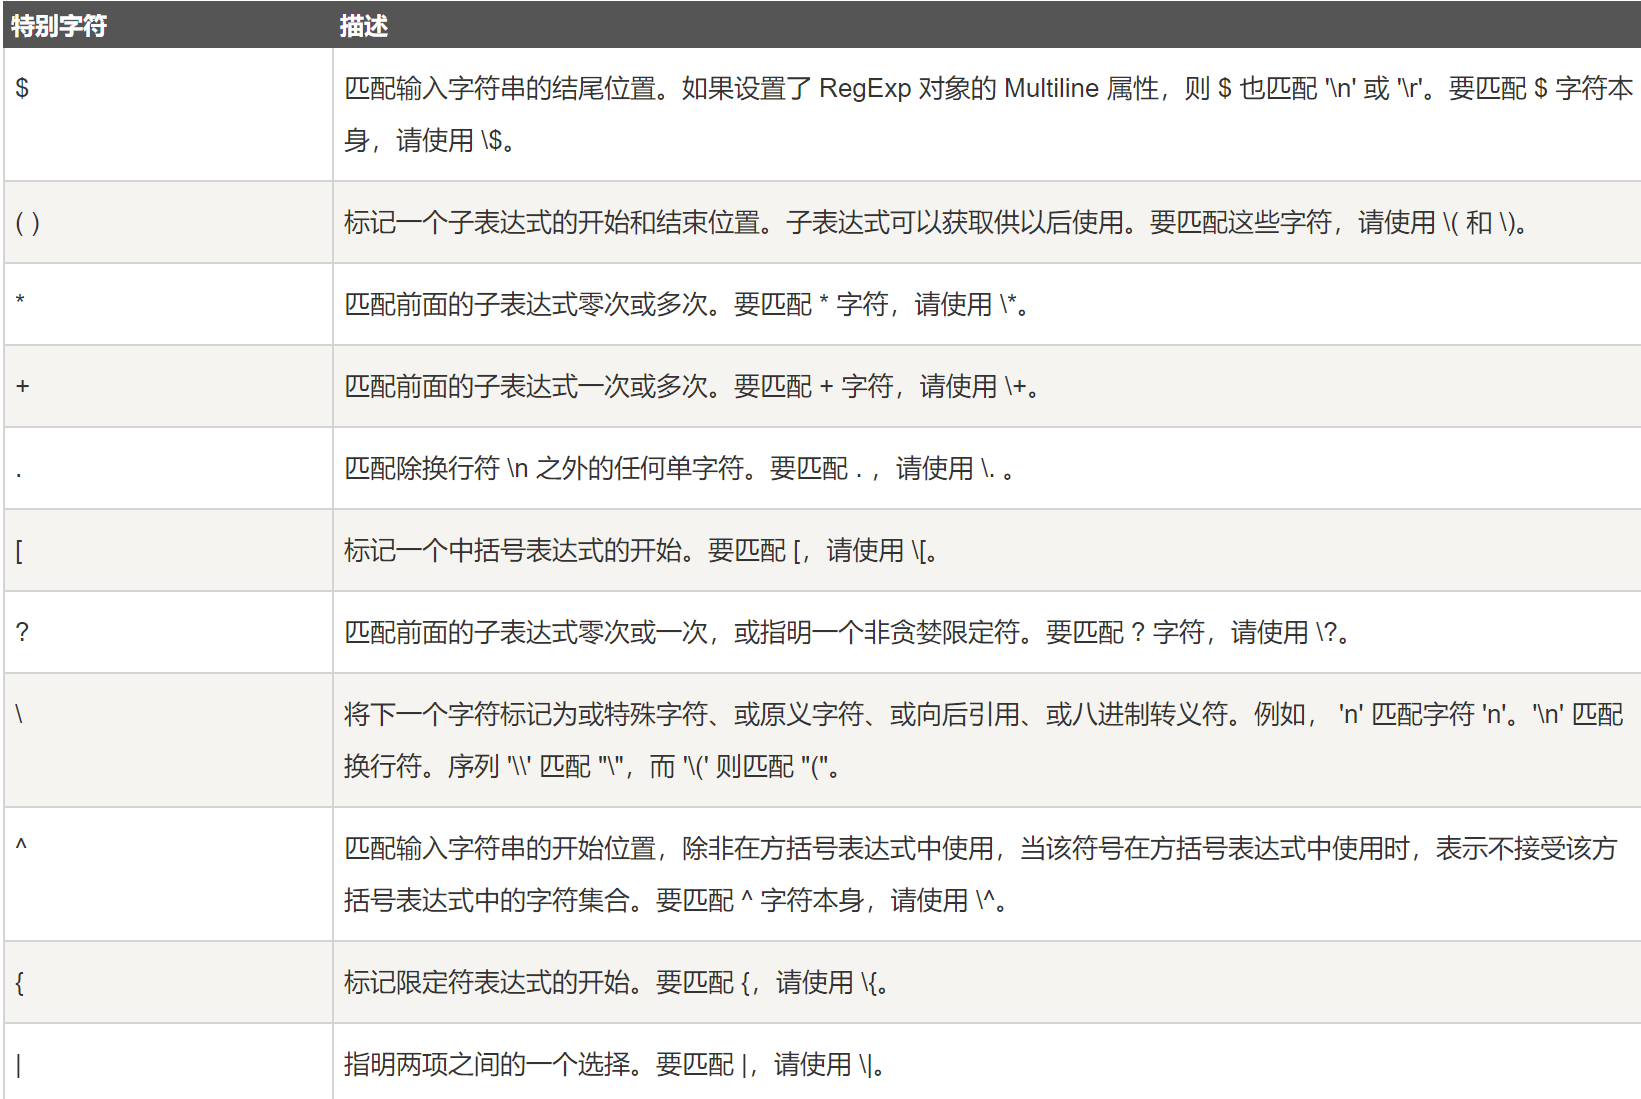 特别字符 描述
$ 匹配输入字符串的结尾位置。如果设置了 RegExp 对象的 Multiline 属性，则 $ 也匹配 '\n' 或 '\r'。要匹配 $ 字符本
身，请使用 \$。
( ) 标记一个子表达式的开始和结束位置。子表达式可以获取供以后使用。要匹配这些字符，请使用 \( 和 \)。
* 匹配前面的子表达式零次或多次。要匹配 * 字符，请使用 \*。
+ 匹配前面的子表达式一次或多次。要匹配 + 字符，请使用 \+。
. 匹配除换行符 \n 之外的任何单字符。要匹配 . ，请使用 \. 。
[ 标记一个中括号表达式的开始。要匹配 [，请使用 \[。
? 匹配前面的子表达式零次或一次，或指明一个非贪婪限定符。要匹配 ? 字符，请使用 \?。
\ 将下一个字符标记为或特殊字符、或原义字符、或向后引用、或八进制转义符。例如， 'n' 匹配字符 'n'。'\n' 匹配
换行符。序列 '\\' 匹配 "\"，而 '\(' 则匹配 "("。
^ 匹配输入字符串的开始位置，除非在方括号表达式中使用，当该符号在方括号表达式中使用时，表示不接受该方
括号表达式中的字符集合。要匹配 ^ 字符本身，请使用 \^。
{ 标记限定符表达式的开始。要匹配 {，请使用 \{。
| 指明两项之间的一个选择。要匹配 |，请使用 \|。